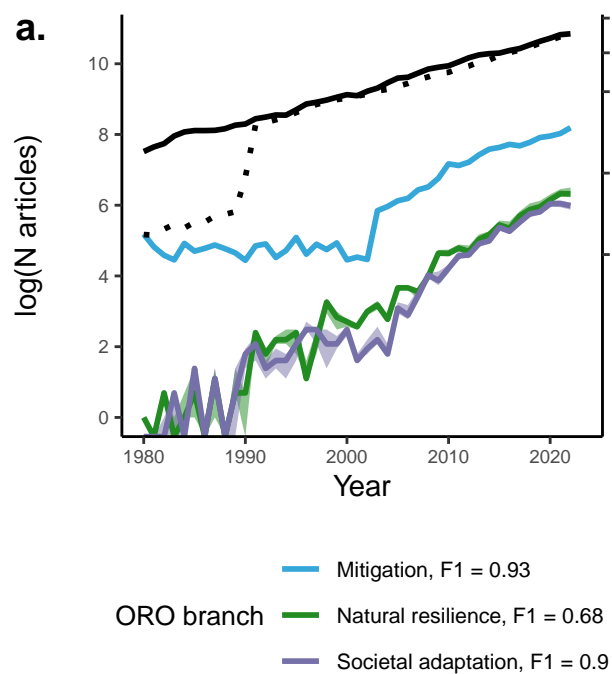 a.
log(N articles)
10
8
6
4
2
0
1980 1990 2000 2010 2020
Year
ORO branch
Mitigation, F1 = 0.93
Natural resilience, F1 = 0.68
Societal adaptation, F1 = 0.9